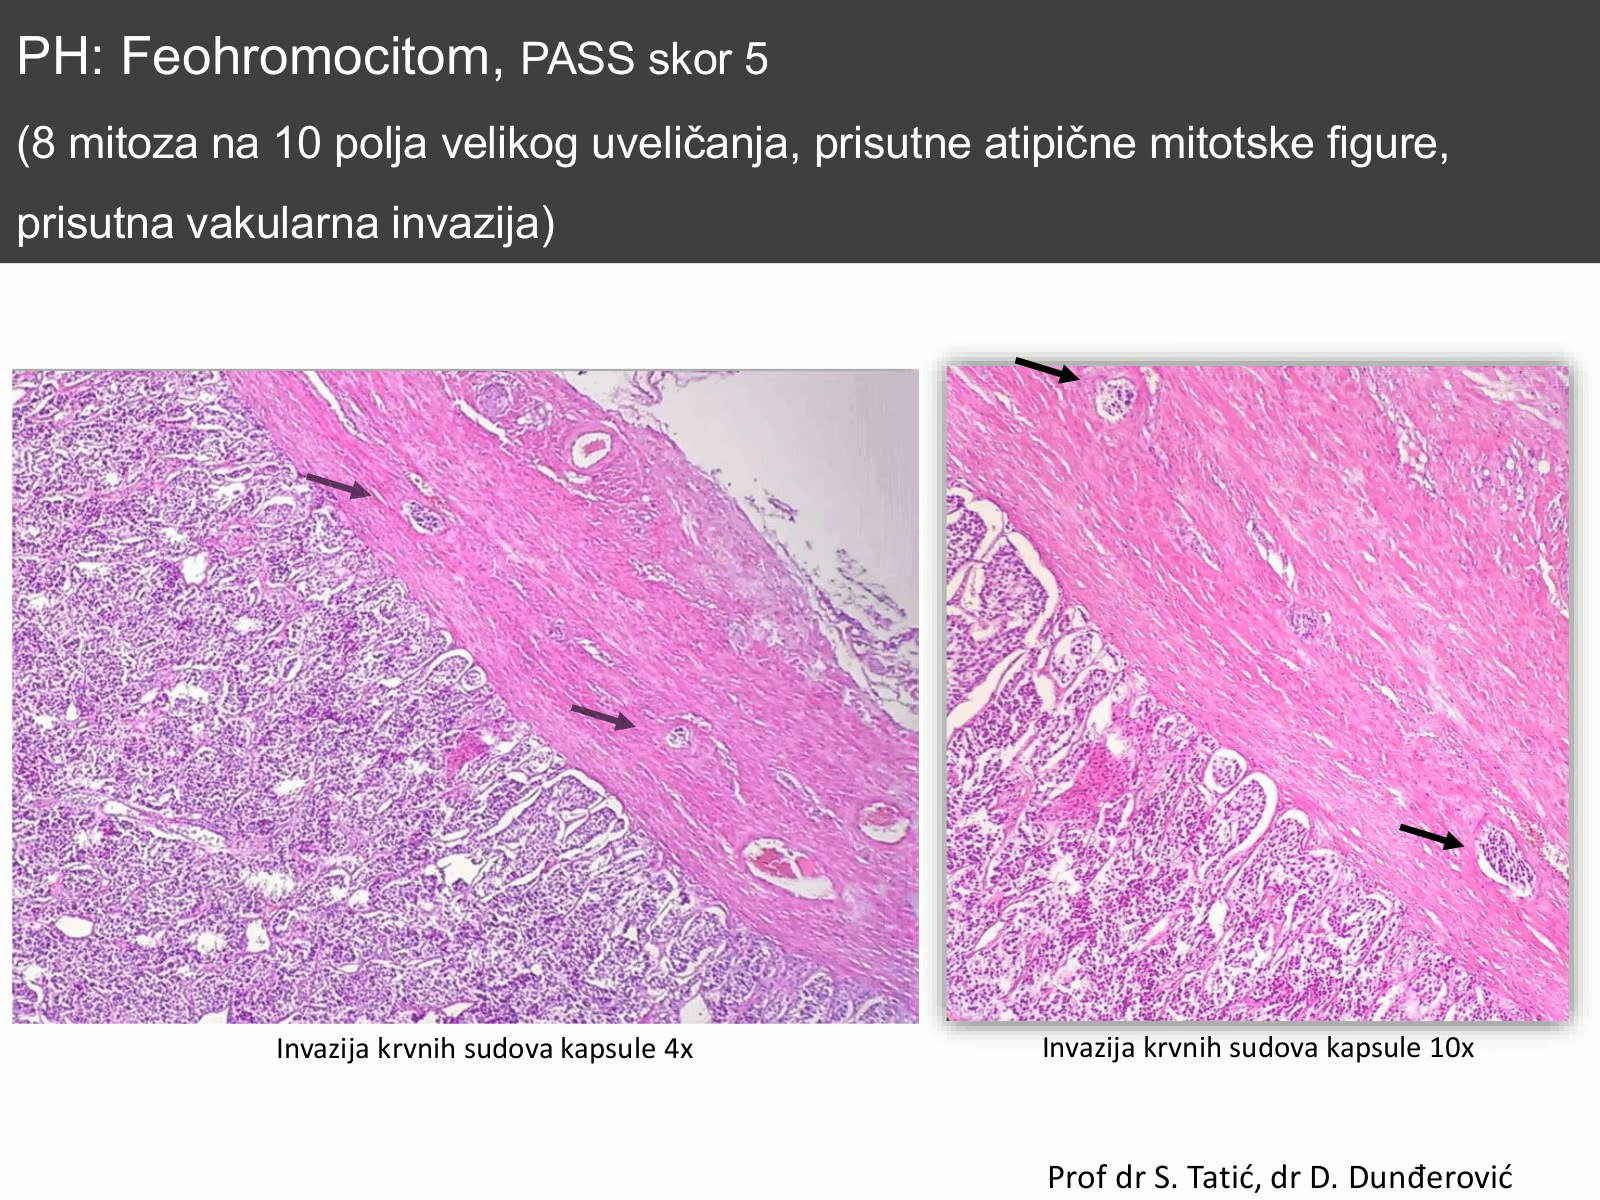 PH: Feohromocitom, PASS skor 5
(8 mitoza na 10 polja velikog uveličanja, prisutne atipične mitotske figure,
prisutna vakularna invazija)
Invazija krvnih sudova kapsule 4x
Invazija krvnih sudova kapsule 10x
Prof dr S. Tatić, dr D. Dunđerović